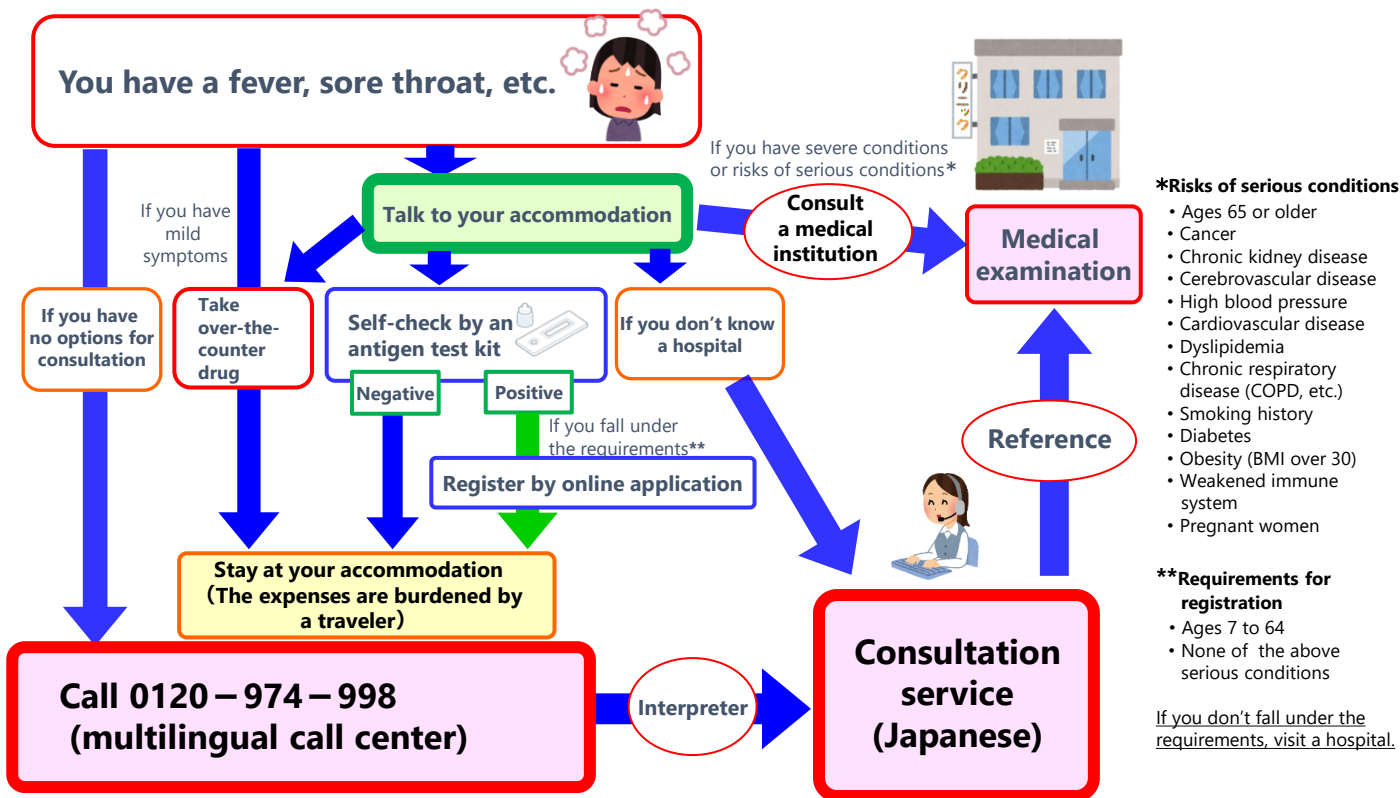 You have a fever, sore throat, etc.
クリニック
If you have severe conditions
or risks of serious conditions*
If you have
mild
symptoms
Talk to your accommodation
Consult
a medical
institution
Medical
examination
If you have
no options for
consultation
Take
over-the-
counter
drug
Self-check by an
antigen test kit
If you don't know
a hospital
Negative
Positive
If you fall under
the requirements**
Register by online application
Reference
Stay at your accommodation
（The expenses are burdened by
a traveler）
Call 0120－974－998
(multilingual call center)
Interpreter
Consultation
service
(Japanese)
*Risks of serious conditions
・Ages 65 or older
・Cancer
・Chronic kidney disease
・Cerebrovascular disease
・High blood pressure
・Cardiovascular disease
・Dyslipidemia
・Chronic respiratory
disease (COPD, etc.)
・Smoking history
・Diabetes
・Obesity (BMI over 30)
・Weakened immune
system
・Pregnant women
**Requirements for
registration
・Ages 7 to 64
・None of the above
serious conditions
If you don't fall under the
requirements, visit a hospital.